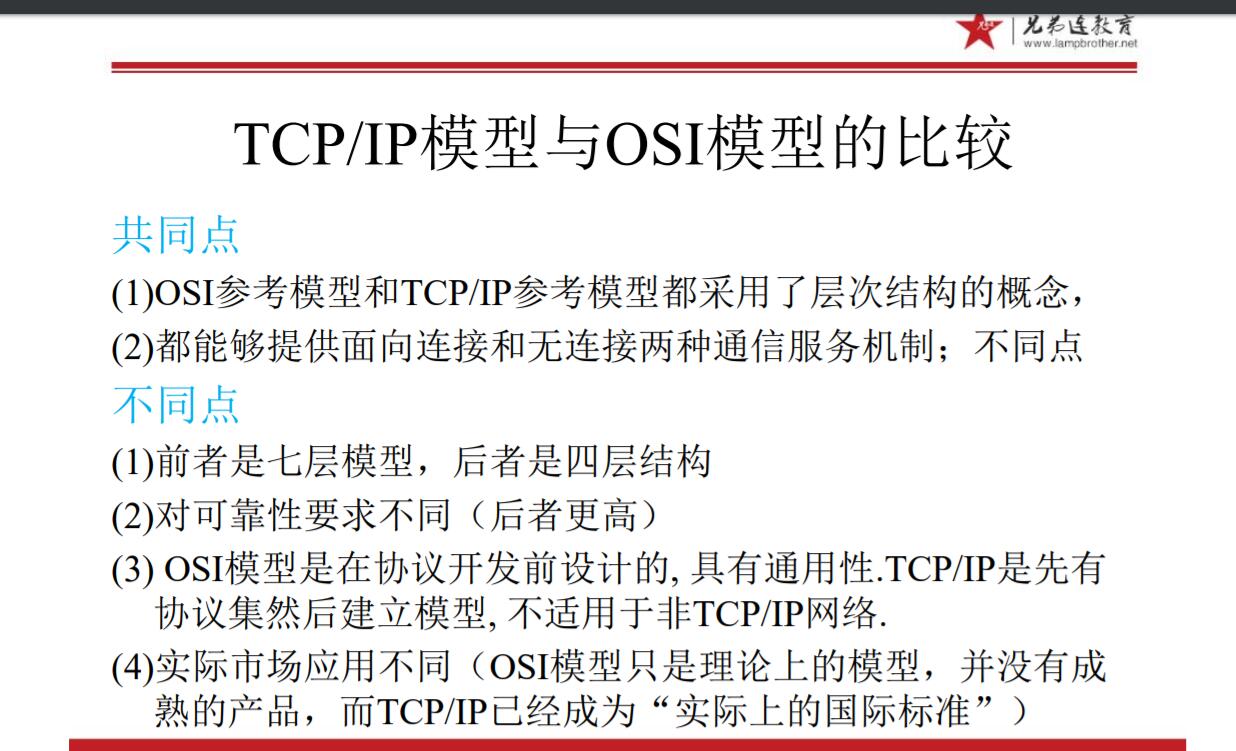 兄弟连教育
www.lampbrother.net
TCP/IP模型与OSI模型的比较
共同点
(1)OSI参考模型和TCP/IP参考模型都采用了层次结构的概念，
(2)都能够提供面向连接和无连接两种通信服务机制；不同点
不同点
(1)前者是七层模型，后者是四层结构
(2)对可靠性要求不同（后者更高）
(3) OSI模型是在协议开发前设计的, 具有通用性.TCP/IP是先有
协议集然后建立模型, 不适用于非TCP/IP网络.
(4)实际市场应用不同（OSI模型只是理论上的模型，并没有成
熟的产品，而TCP/IP已经成为“实际上的国际标准”）